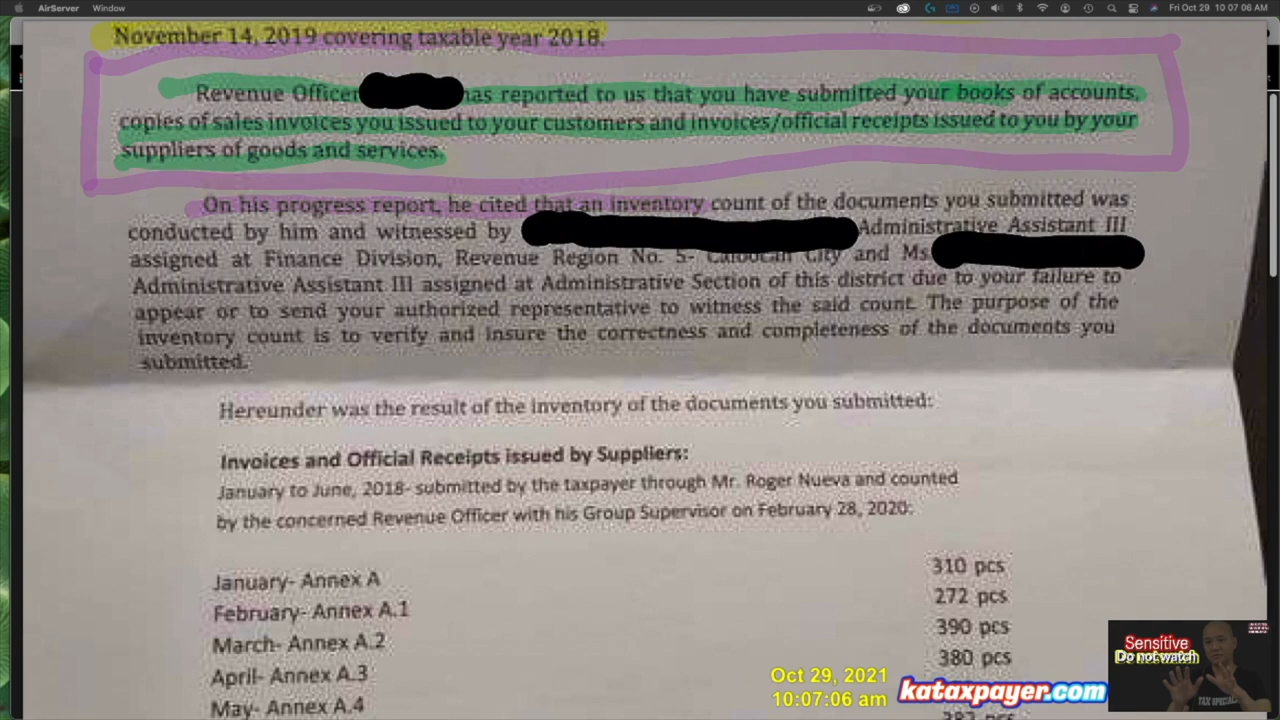 AirServer Window Fri Oct 29 10 07 06 AM
November 14, 2019 covering taxable year 2018.
Revenue Officer has reported to us that you have submitted your books of accounts,
copies of sales invoices you issued to your customers and invoices/official receipts issued to you by your
suppliers of goods and services.
On his progress report, he cited that an inventory count of the documents you submitted was
conducted by him and witnessed by Administrative Assistant III
assigned at Finance Division, Revenue Region No. 5- Caloocan City and Ms.
Administrative Assistant III assigned at Administrative Section of this district due to your failure to
appear or to send your authorized representative to witness the said count. The purpose of the
inventory count is to verify and insure the correctness and completeness of the documents you
submitted.
Hereunder was the result of the inventory of the documents you submitted:
Invoices and Official Receipts issued by Suppliers:
January to June, 2018- submitted by the taxpayer through Mr. Roger Nueva and counted
by the concerned Revenue Officer with his Group Supervisor on February 28, 2020:
January- Annex A 310 pcs
February- Annex A.1 272 pcs
March- Annex A.2 390 pcs
April- Annex A.3 380 pcs
May- Annex A.4
Sensitive
Do not watch
TAX SPECIAL
Oct 29, 2021
10:07:06 am
kataxpayer.com